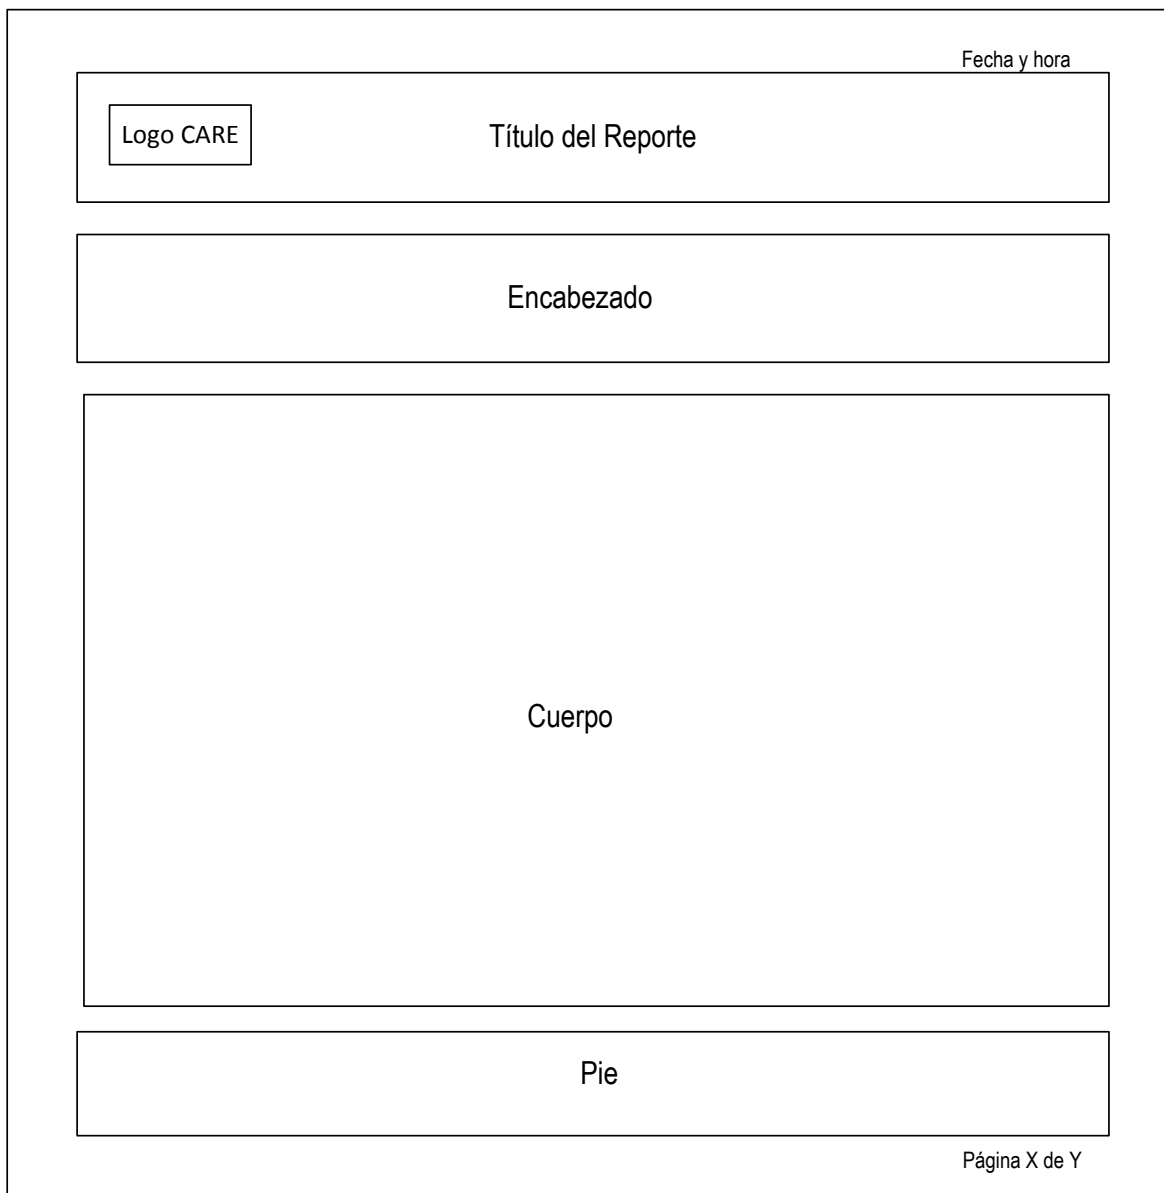 Fecha y hora
Logo CARE
Título del Reporte
Encabezado
Cuerpo
Pie
Página X de Y